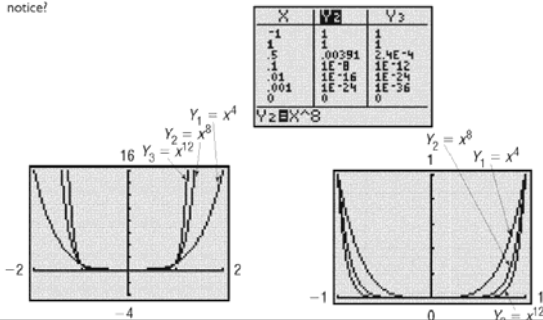 notice?
X Y2 Y3
-1 1 1
1 1 1
.5 .00391 2.4E-4
.1 1E-8 1E-12
.01 1E-16 1E-24
.001 1E-24 1E-36
0 0 0
Y2=X^8
Y₁ = x⁴
Y₂ = x⁸
16 Y₃ = x¹²
-2 2
-4
Y₂ = x⁸
1 Y₁ = x⁴
-1 1
0 = x¹²